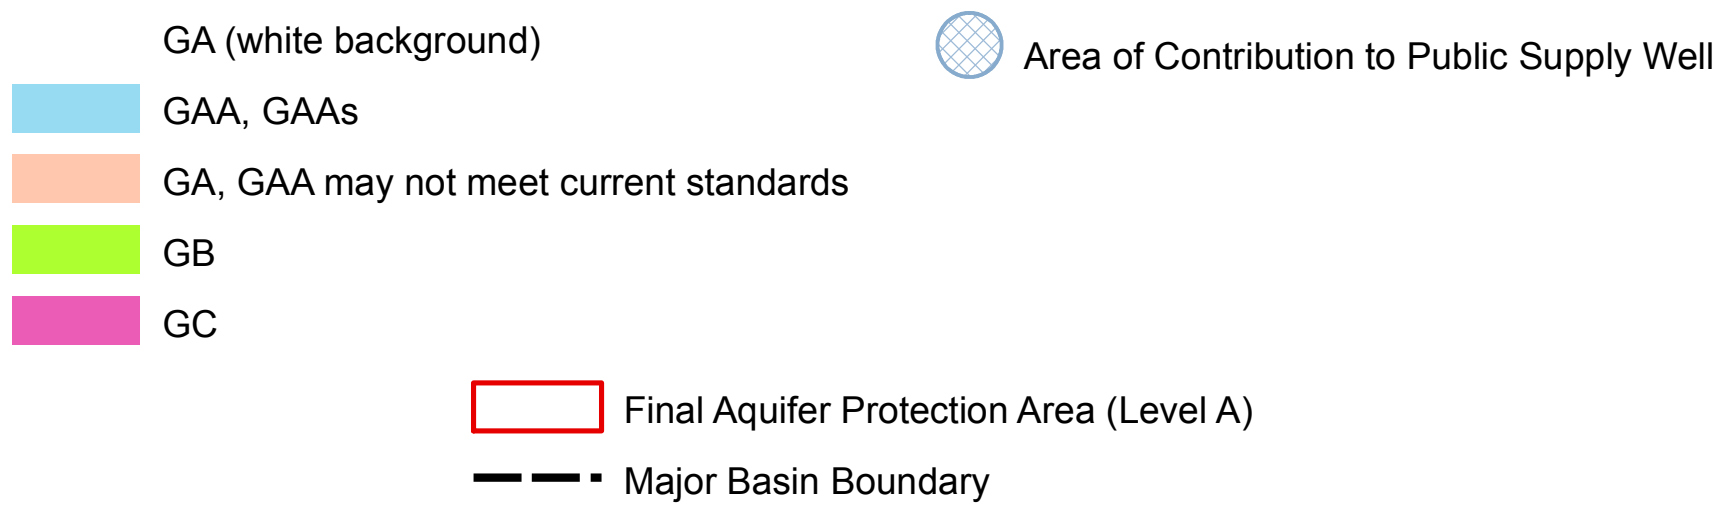 GA (white background)
Area of Contribution to Public Supply Well
GAA, GAAs
GA, GAA may not meet current standards
GB
GC
Final Aquifer Protection Area (Level A)
Major Basin Boundary